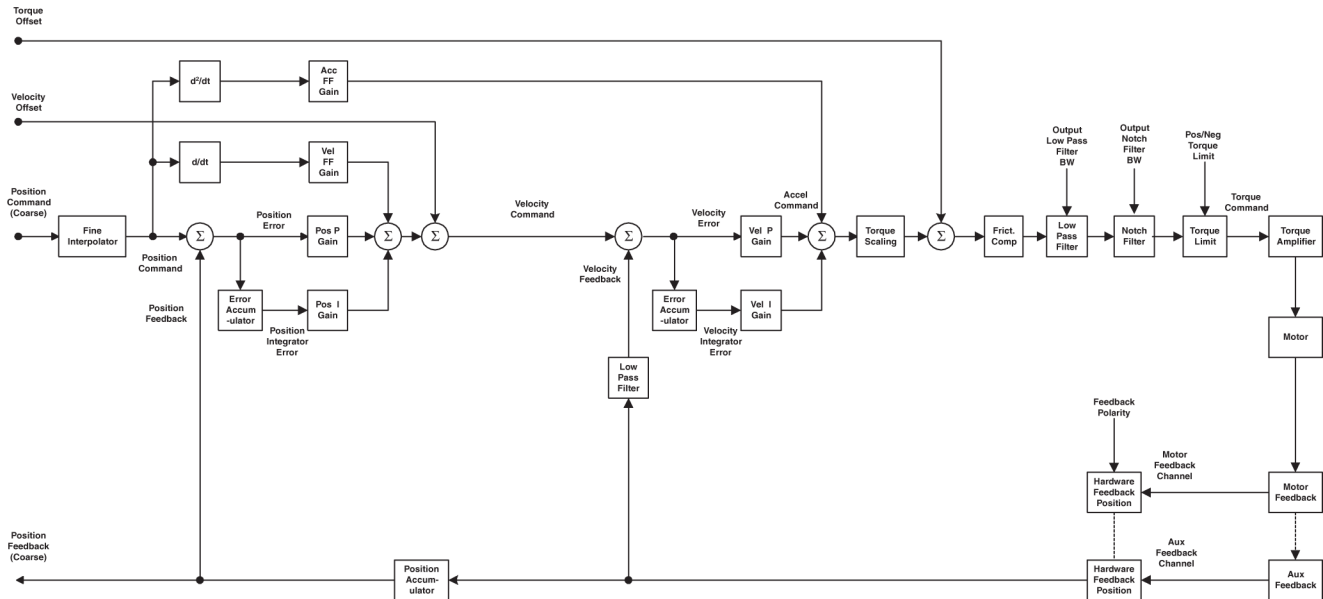 Torque
Offset
d²/dt
Acc
FF
Gain
Velocity
Offset
d/dt
Vel
FF
Gain
Output
Low Pass
Filter
BW
Output
Notch
Filter
BW
Pos/Neg
Torque
Limit
Position
Command
(Coarse)
Fine
Interpolator
Σ
Position
Command
Position
Error
Pos P
Gain
Σ
Σ
Velocity
Command
Σ
Velocity
Error
Vel P
Gain
Accel
Command
Σ
Torque
Scaling
Σ
Frict.
Comp
Low
Pass
Filter
Notch
Filter
Torque
Limit
Torque
Command
Torque
Amplifier
Position
Feedback
Error
Accum
-ulator
Position
Integrator
Error
Pos I
Gain
Velocity
Feedback
Error
Accum
-ulator
Velocity
Integrator
Error
Vel I
Gain
Motor
Low
Pass
Filter
Feedback
Polarity
Motor
Feedback
Channel
Hardware
Feedback
Position
Motor
Feedback
Position
Feedback
(Coarse)
Position
Accum-
ulator
Aux
Feedback
Channel
Hardware
Feedback
Position
Aux
Feedback